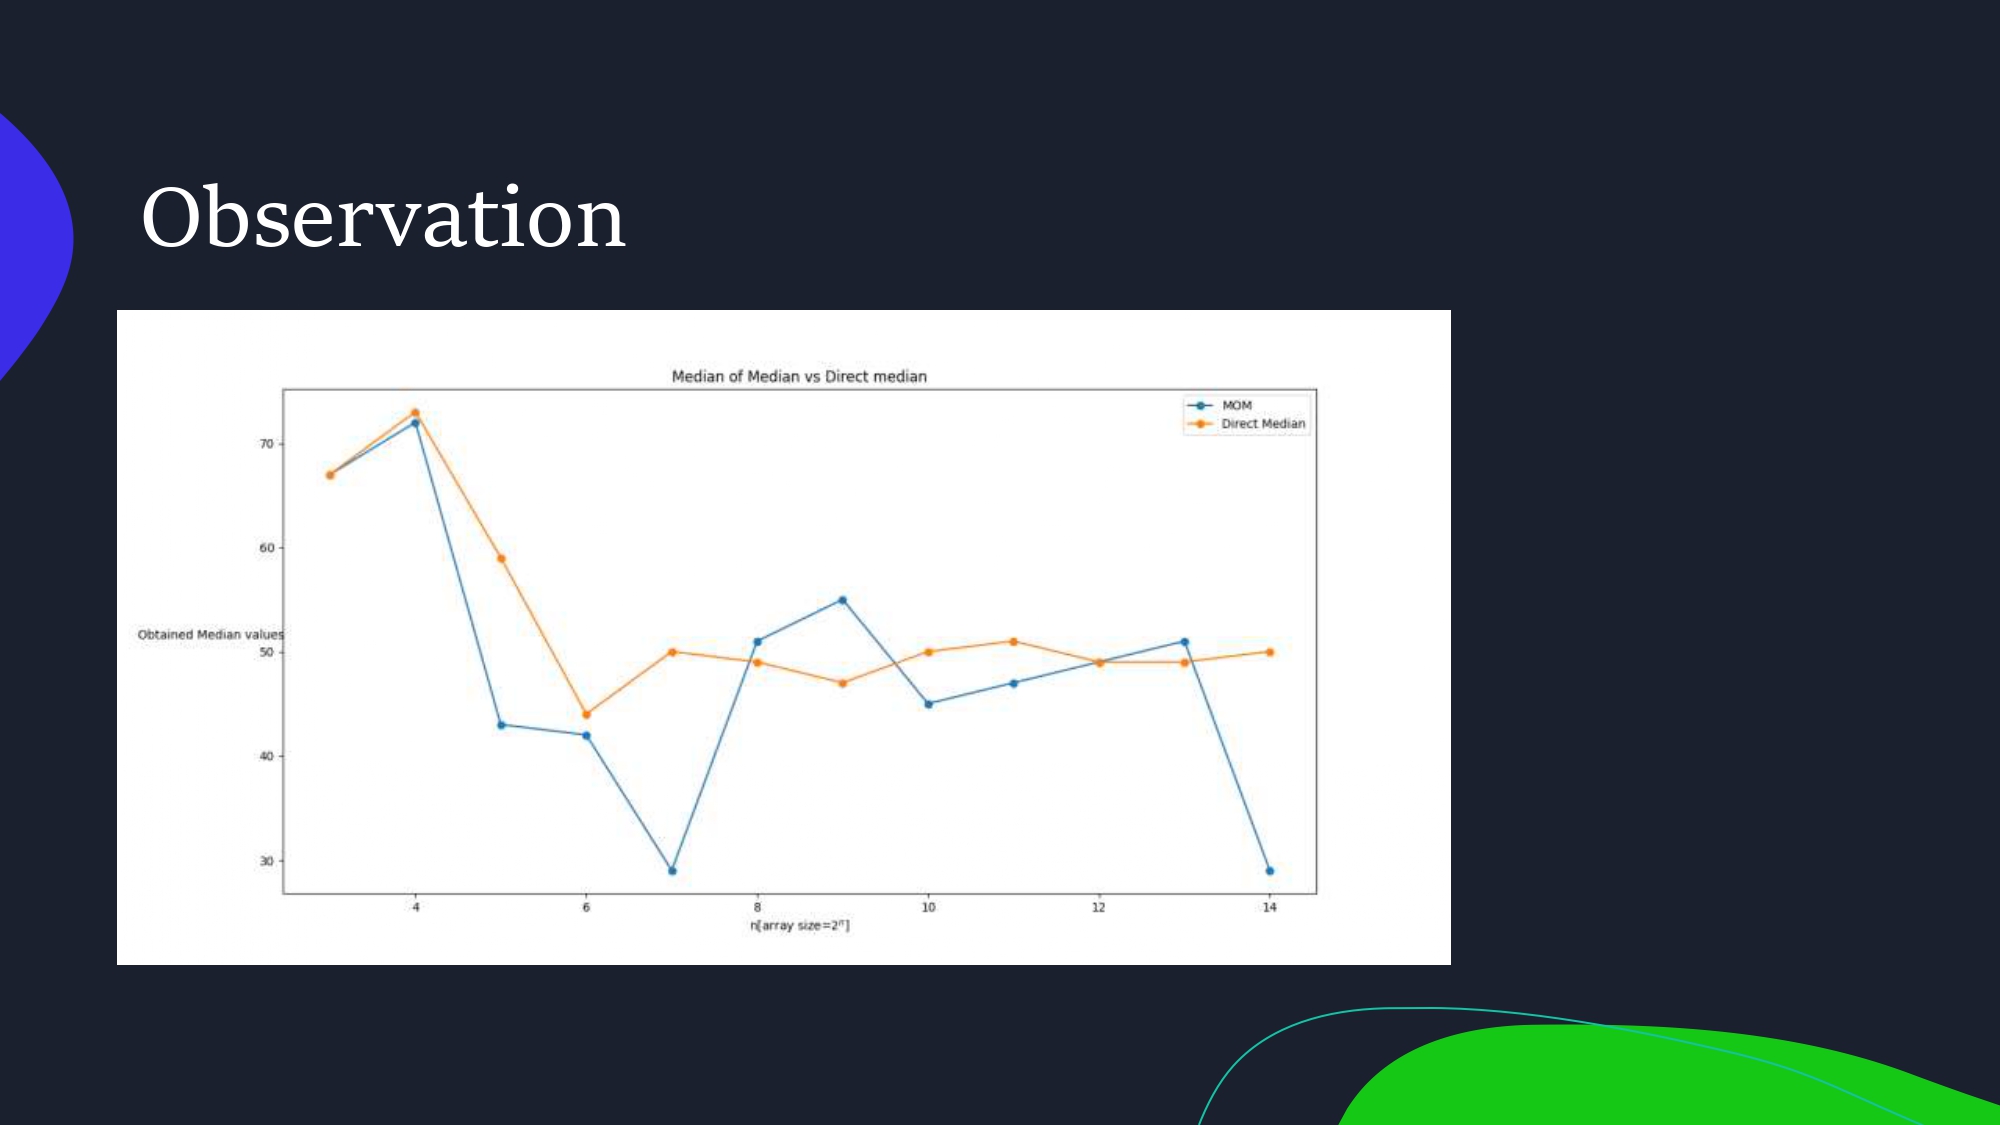 Observation
Median of Median vs Direct median
MOM
Direct Median
70
60
Obtained Median values
50
40
30
4 6 8 10 12 14
n[array size=2ⁿ]